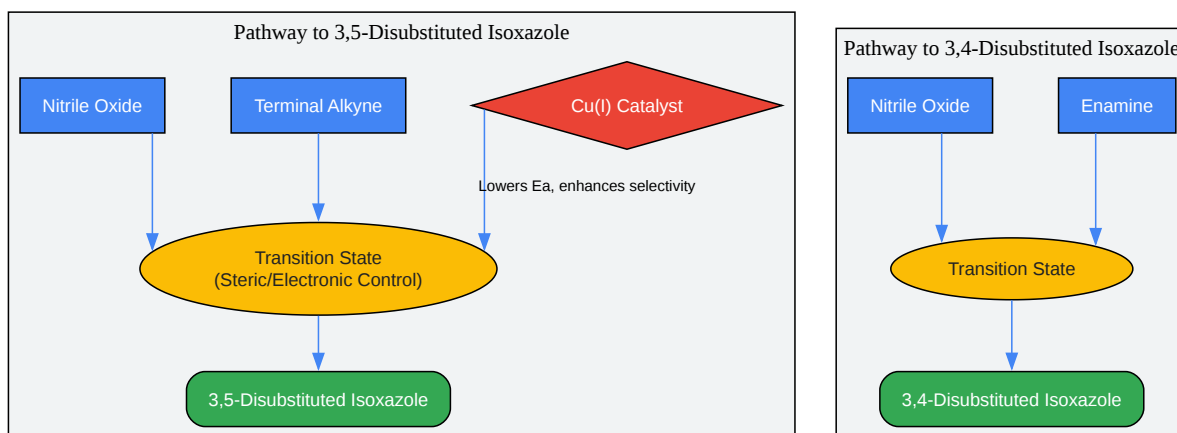 Pathway to 3,5-Disubstituted Isoxazole
Nitrile Oxide
Terminal Alkyne
Cu(I) Catalyst
Lowers Ea, enhances selectivity
Transition State
(Steric/Electronic Control)
3,5-Disubstituted Isoxazole
Pathway to 3,4-Disubstituted Isoxazole
Nitrile Oxide
Enamine
Transition State
3,4-Disubstituted Isoxazole